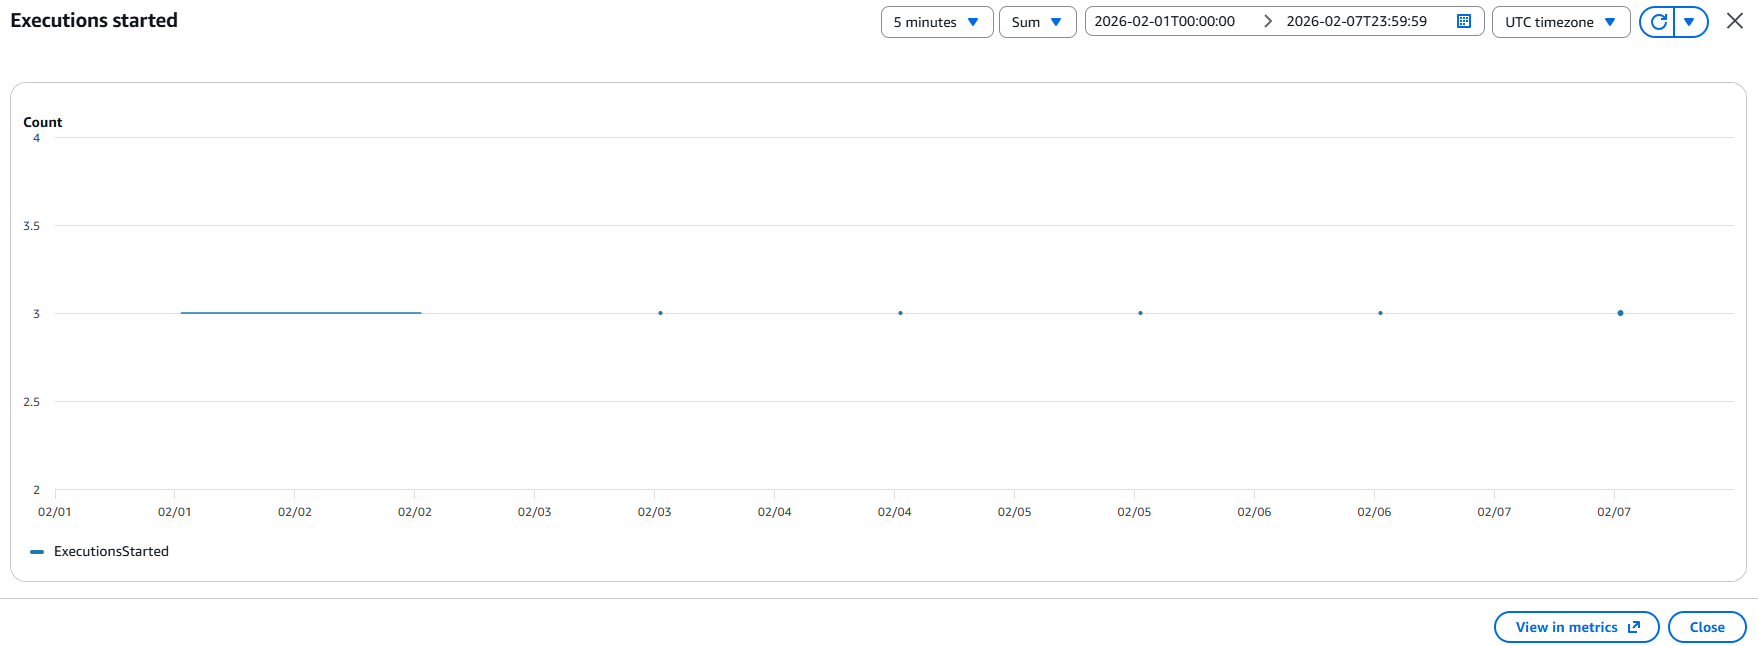 Executions started
5 minutes
Sum
2026-02-01T00:00:00
2026-02-07T23:59:59
UTC timezone
Count
4
3.5
3
2.5
2
02/01 02/01 02/02 02/02 02/03 02/03 02/04 02/04 02/05 02/05 02/06 02/06 02/07 02/07
ExecutionsStarted
View in metrics
Close